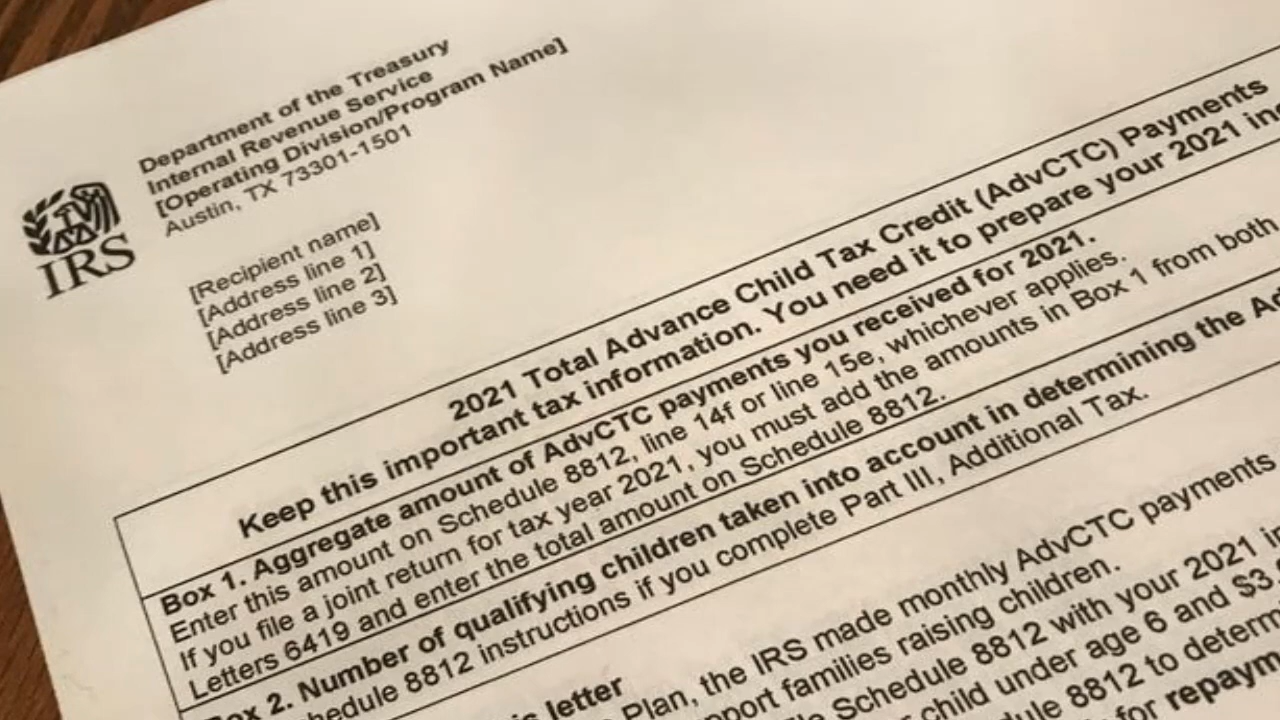 Department of the Treasury
Internal Revenue Service
[Operating Division/Program Name]
Austin, TX 73301-1501
IRS
[Recipient name]
[Address line 1]
[Address line 2]
[Address line 3]
2021 Total Advance Child Tax Credit (AdvCTC) Payments
Keep this important tax information. You need it to prepare your 2021
Box 1. Aggregate amount of AdvCTC payments you received for 2021.
Enter this amount on Schedule 8812, line 14f or line 15e, whichever applies.
If you file a joint return for tax year 2021, you must add the amounts in Box 1 from both
Letters 6419 and enter the total amount on Schedule 8812.
2. Number of qualifying children taken into account in determining the
8812 instructions if you complete Part III, Additional Tax.
letter
Plan, the IRS made monthly AdvCTC payments
families raising children.
Schedule 8812 with your 2021
child under age 6 and
8812 to
for